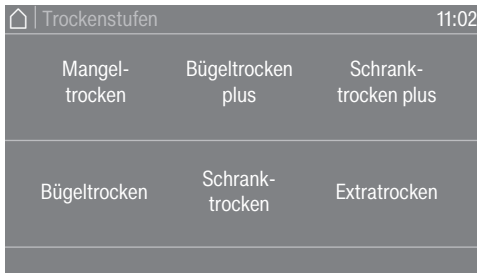 Trockenstufen 11:02
Mangel-
trocken
Bügeltrocken
plus
Schrank-
trocken plus
Bügeltrocken
Schrank-
trocken
Extratrocken